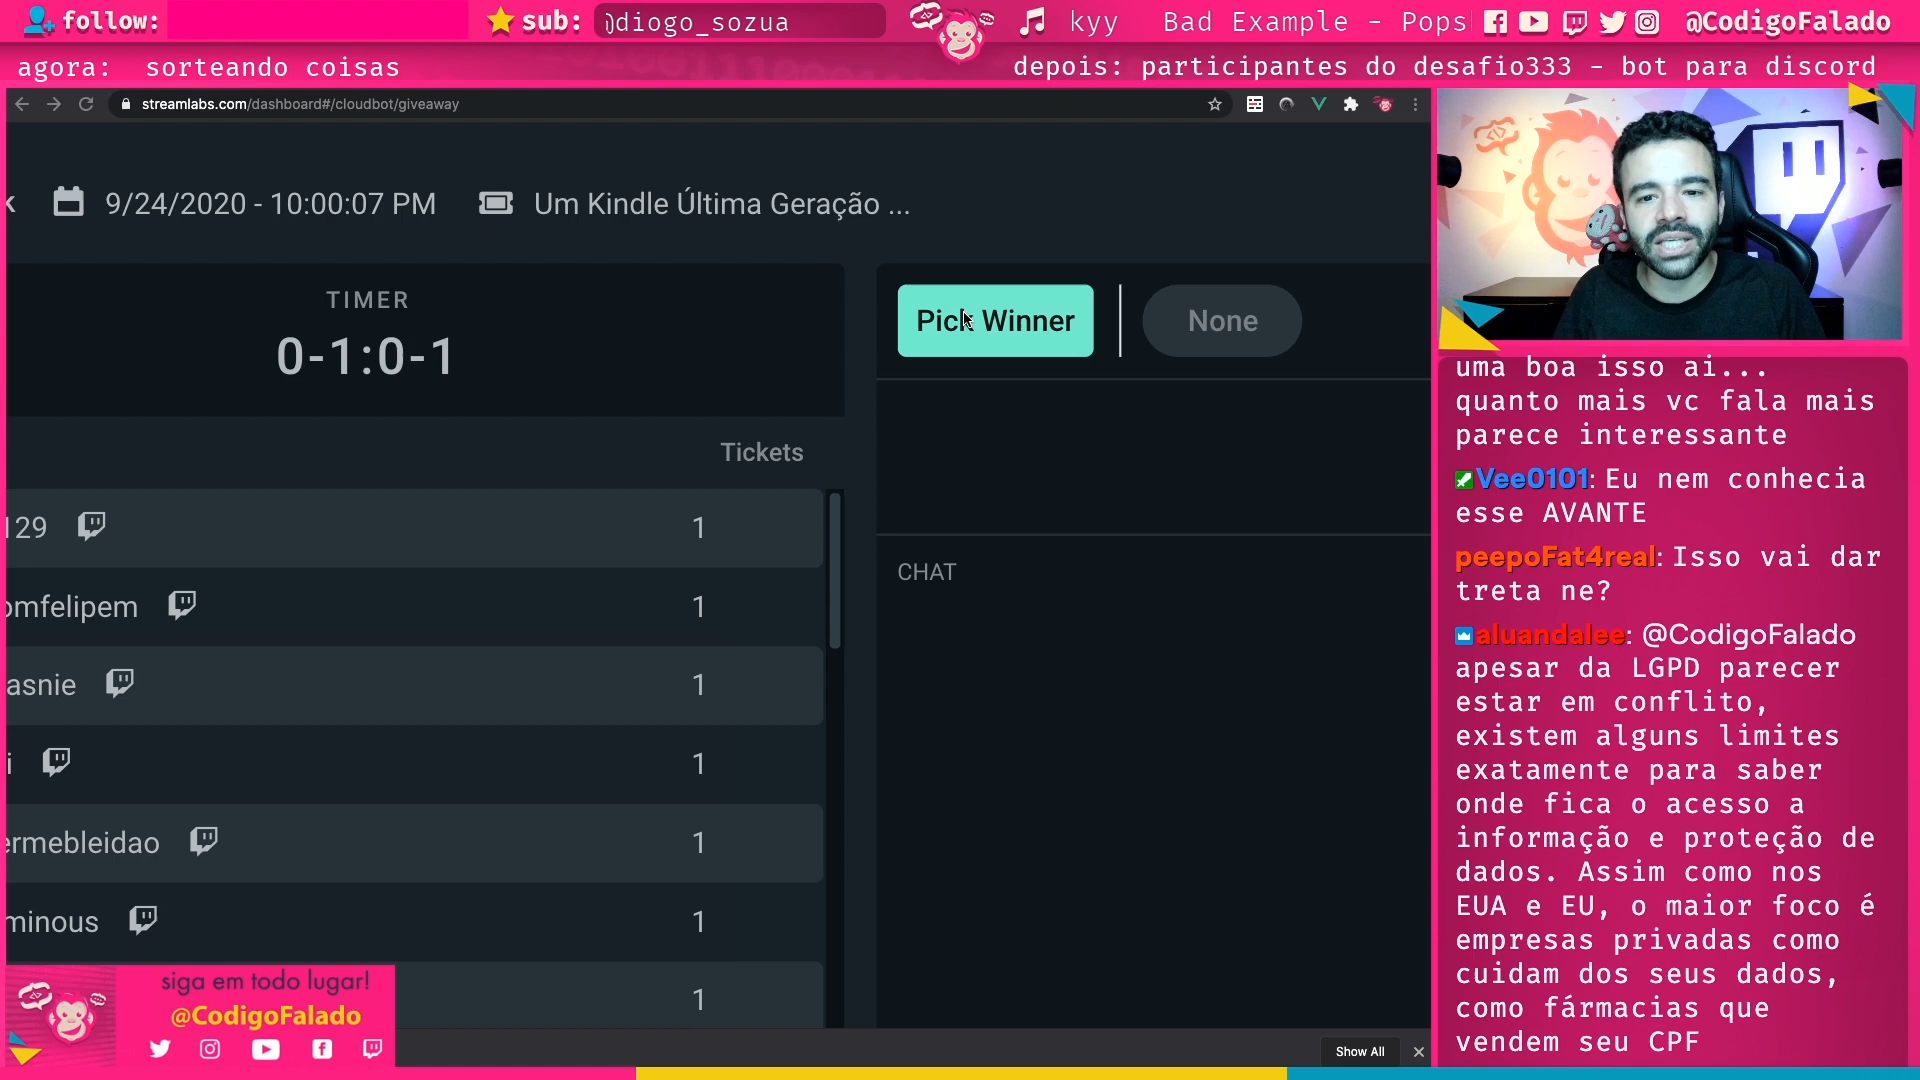 follow:
sub: @diogo_sozua
kyy Bad Example - Pops
@CodigoFalado
agora: sorteando coisas
depois: participantes do desafio333 - bot para discord
streamlabs.com/dashboard#/cloudbot/giveaway
9/24/2020 - 10:00:07 PM
Um Kindle Última Geração ...
TIMER
0-1:0-1
Pick Winner
None
Tickets
129 1
omfelipem 1
asnie 1
i 1
ermebleidao 1
minous 1
1
CHAT
siga em todo lugar!
@CodigoFalado
Show All
uma boa isso ai...
quanto mais vc fala mais
parece interessante
Vee0101: Eu nem conhecia
esse AVANTE
peepoFat4real: Isso vai dar
treta ne?
aluandalee: @CodigoFalado
apesar da LGPD parecer
estar em conflito,
existem alguns limites
exatamente para saber
onde fica o acesso a
informação e proteção de
dados. Assim como nos
EUA e EU, o maior foco é
empresas privadas como
cuidam dos seus dados,
como fármacias que
vendem seu CPF